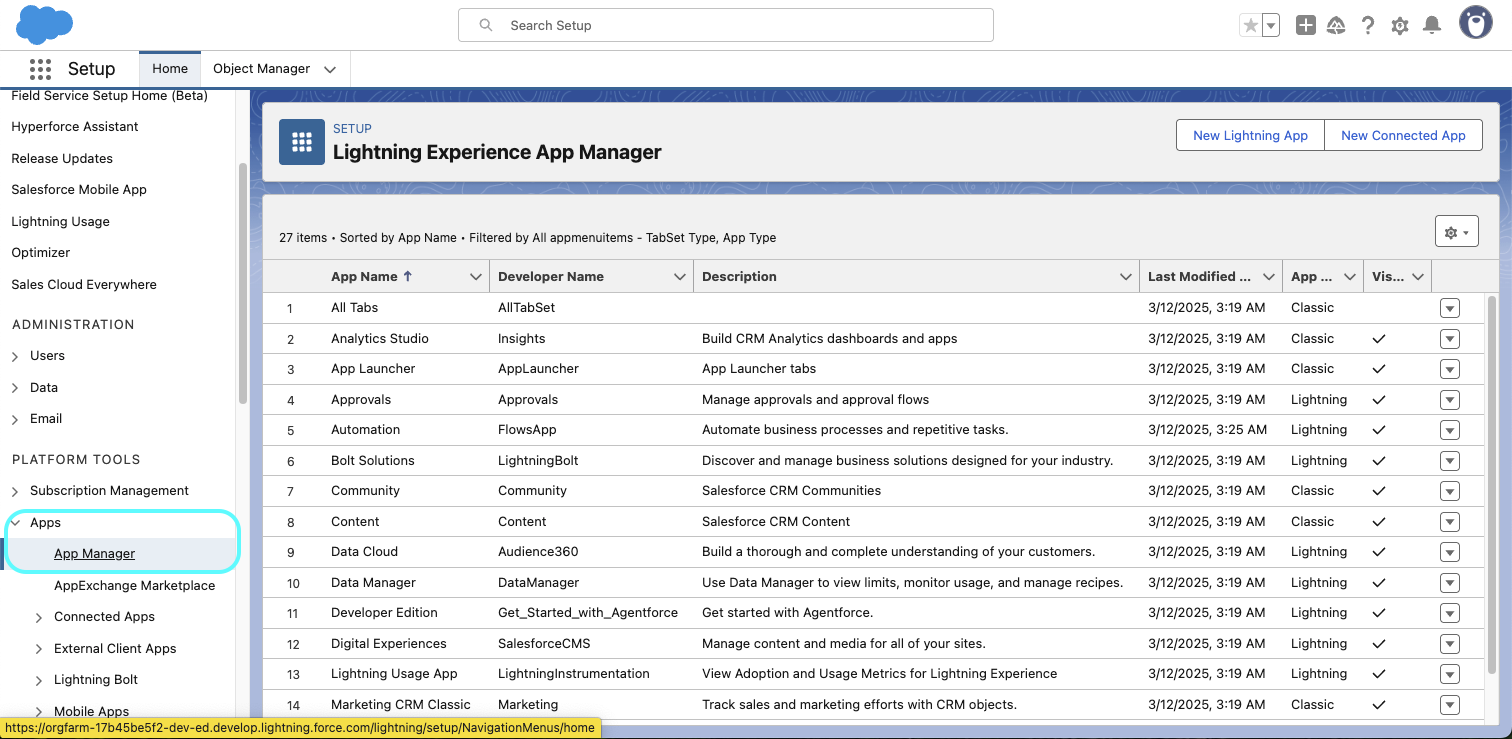 Search Setup
Setup
Home
Object Manager
Field Service Setup Home (Beta)
Hyperforce Assistant
Release Updates
Salesforce Mobile App
Lightning Usage
Optimizer
Sales Cloud Everywhere
ADMINISTRATION
Users
Data
Email
PLATFORM TOOLS
Subscription Management
Apps
App Manager
AppExchange Marketplace
Connected Apps
External Client Apps
Lightning Bolt
Mobile Apps
https://orgfarm-17b45be5f2-dev-ed.develop.lightning.force.com/lightning/setup/NavigationMenus/home
SETUP
Lightning Experience App Manager
New Lightning App
New Connected App
27 items • Sorted by App Name • Filtered by All appmenuitems - TabSet Type, App Type
App Name ↑ Developer Name Description Last Modified ... App ... Vis...
1 All Tabs AllTabSet 3/12/2025, 3:19 AM Classic
2 Analytics Studio Insights Build CRM Analytics dashboards and apps 3/12/2025, 3:19 AM Classic
3 App Launcher AppLauncher App Launcher tabs 3/12/2025, 3:19 AM Classic
4 Approvals Approvals Manage approvals and approval flows 3/12/2025, 3:19 AM Lightning
5 Automation FlowsApp Automate business processes and repetitive tasks. 3/12/2025, 3:25 AM Lightning
6 Bolt Solutions LightningBolt Discover and manage business solutions designed for your industry. 3/12/2025, 3:19 AM Lightning
7 Community Community Salesforce CRM Communities 3/12/2025, 3:19 AM Classic
8 Content Content Salesforce CRM Content 3/12/2025, 3:19 AM Classic
9 Data Cloud Audience360 Build a thorough and complete understanding of your customers. 3/12/2025, 3:19 AM Lightning
10 Data Manager DataManager Use Data Manager to view limits, monitor usage, and manage recipes. 3/12/2025, 3:19 AM Lightning
11 Developer Edition Get_Started_with_Agentforce Get started with Agentforce. 3/12/2025, 3:19 AM Lightning
12 Digital Experiences SalesforceCMS Manage content and media for all of your sites. 3/12/2025, 3:19 AM Lightning
13 Lightning Usage App LightningInstrumentation View Adoption and Usage Metrics for Lightning Experience 3/12/2025, 3:19 AM Lightning
14 Marketing CRM Classic Marketing Track sales and marketing efforts with CRM objects. 3/12/2025, 3:19 AM Classic